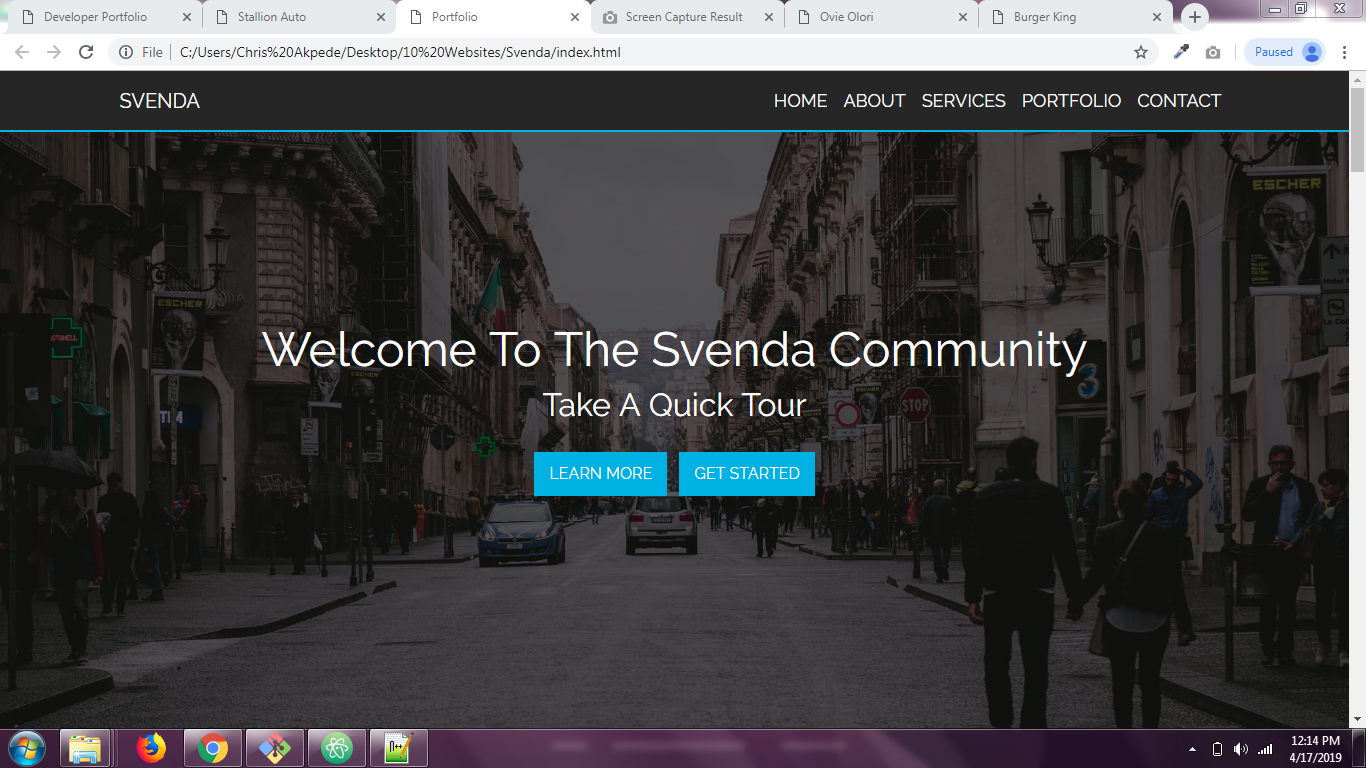 Developer Portfolio
Stallion Auto
Portfolio
Screen Capture Result
Ovie Olori
Burger King
File
C:/Users/Chris%20Akpede/Desktop/10%20Websites/Svenda/index.html
Paused
SVENDA
HOME ABOUT SERVICES PORTFOLIO CONTACT
ESCHER
ESCHER
Welcome To The Svenda Community
3
Take A Quick Tour
STOP
LEARN MORE
GET STARTED
12:14 PM
4/17/2019